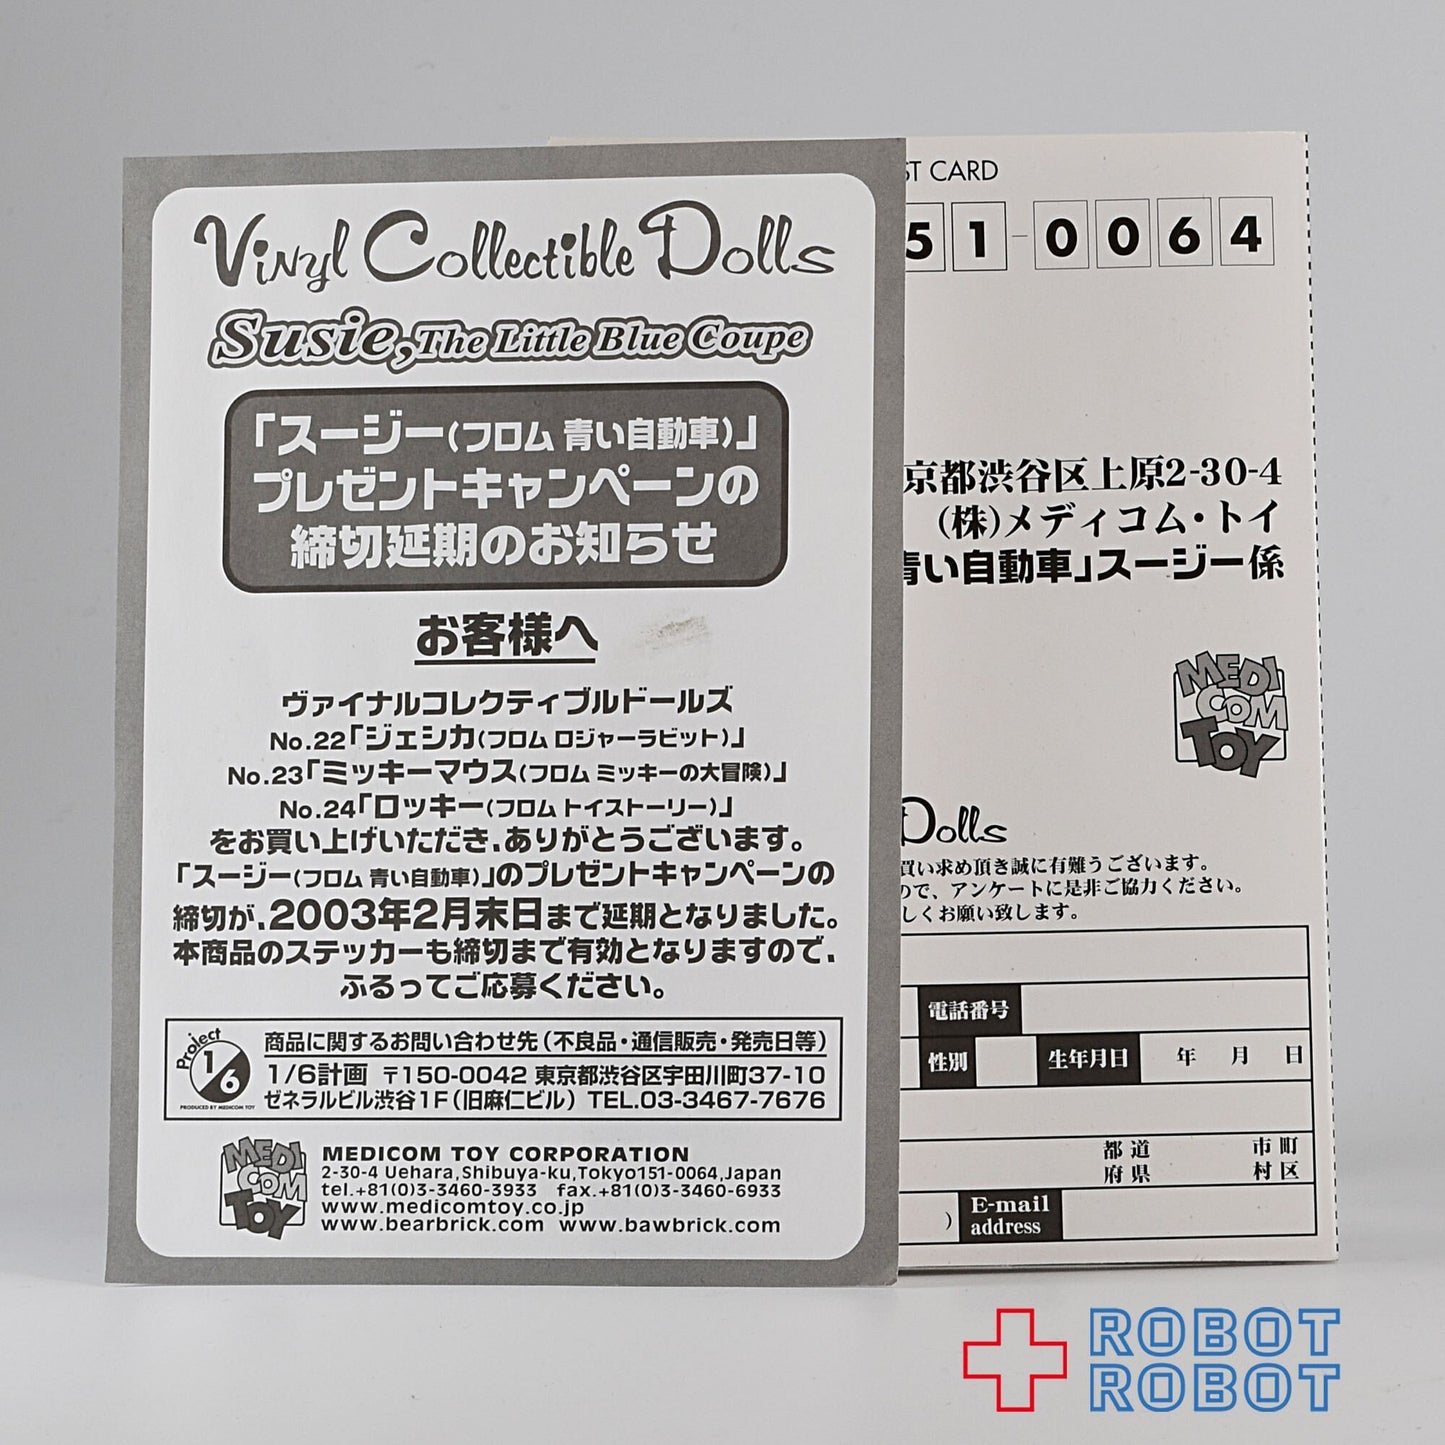 Vinyl Collectible Dolls
Susie, The Little Blue Coupe
「スージー(フロム 青い自動車)」
プレゼントキャンペーンの
締切延期のお知らせ
お客様へ
ヴァイナルコレクティブルドールズ
No.22「ジェシカ(フロム ロジャーラビット)」
No.23「ミッキーマウス(フロム ミッキーの大冒険)」
No.24「ロッキー(フロム トイストーリー)」
をお買い上げいただき、ありがとうございます。
「スージー(フロム 青い自動車)」のプレゼントキャンペーンの
締切が、2003年2月末日まで延期となりました。
本商品のステッカーも締切まで有効となりますので、
ふるってご応募ください。
Project
1/6
PRODUCED BY MEDICOM TOY
商品に関するお問い合わせ先(不良品・通信販売・発売日等)
1/6計画 〒150-0042 東京都渋谷区宇田川町37-10
ゼネラルビル渋谷1F(旧麻仁ビル) TEL.03-3467-7676
MEDI
COM
TOY
MEDICOM TOY CORPORATION
2-30-4 Uehara,Shibuya-ku,Tokyo151-0064,Japan
tel.+81(0)3-3460-3933 fax.+81(0)3-3460-6933
www.medicomtoy.co.jp
www.bearbrick.com www.bawbrick.com
ST CARD
51-0064
京都渋谷区上原2-30-4
(株)メディコム・トイ
青い自動車」スージー係
MEDI
COM
TOY
Dolls
買い求め頂き誠に有難うございます。
ので、アンケートに是非ご協力ください。
しくお願い致します。
電話番号
性別
生年月日
年 月 日
都道 市町
府県 村区
)
E-mail
address
ROBOT
ROBOT